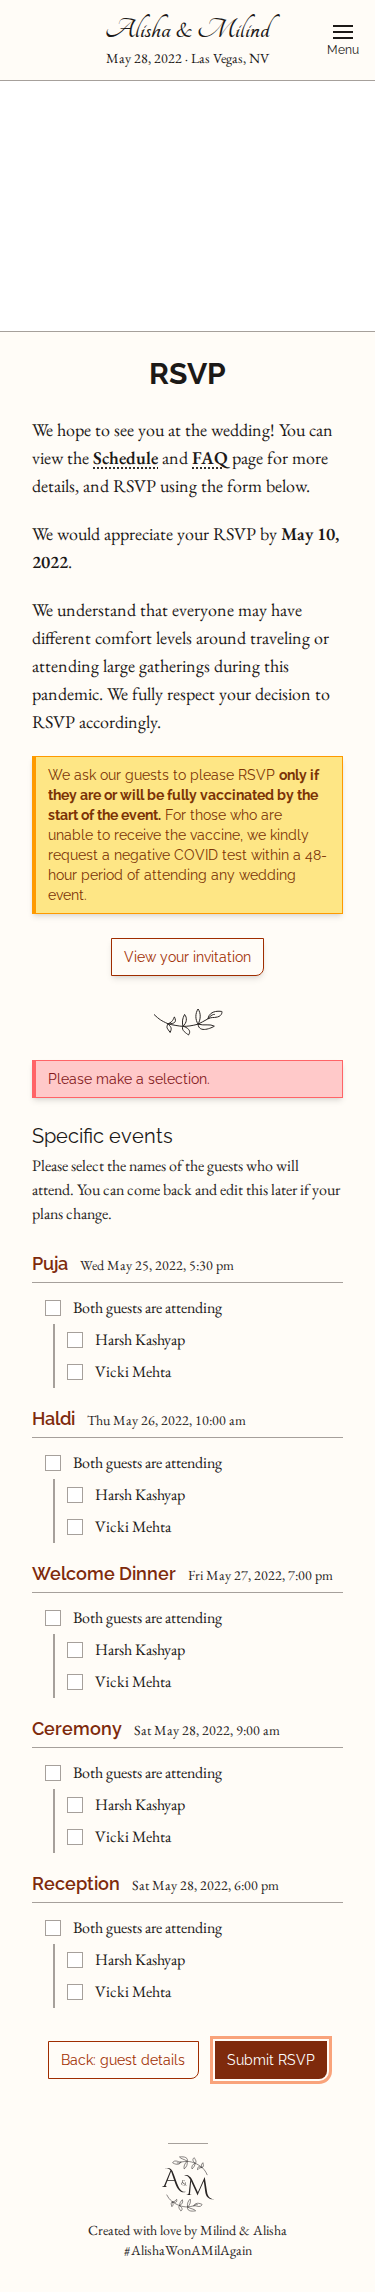 Alisha & Milind
May 28, 2022 · Las Vegas, NV
Menu
RSVP
We hope to see you at the wedding! You can
view the Schedule and FAQ page for more
details, and RSVP using the form below.
We would appreciate your RSVP by May 10,
2022.
We understand that everyone may have
different comfort levels around traveling or
attending large gatherings during this
pandemic. We fully respect your decision to
RSVP accordingly.
We ask our guests to please RSVP only if
they are or will be fully vaccinated by the
start of the event. For those who are
unable to receive the vaccine, we kindly
request a negative COVID test within a 48-
hour period of attending any wedding
event.
View your invitation
Please make a selection.
Specific events
Please select the names of the guests who will
attend. You can come back and edit this later if your
plans change.
Puja Wed May 25, 2022, 5:30 pm
Both guests are attending
Harsh Kashyap
Vicki Mehta
Haldi Thu May 26, 2022, 10:00 am
Both guests are attending
Harsh Kashyap
Vicki Mehta
Welcome Dinner Fri May 27, 2022, 7:00 pm
Both guests are attending
Harsh Kashyap
Vicki Mehta
Ceremony Sat May 28, 2022, 9:00 am
Both guests are attending
Harsh Kashyap
Vicki Mehta
Reception Sat May 28, 2022, 6:00 pm
Both guests are attending
Harsh Kashyap
Vicki Mehta
Back: guest details Submit RSVP
A&M
Created with love by Milind & Alisha
#AlishaWonAMilAgain